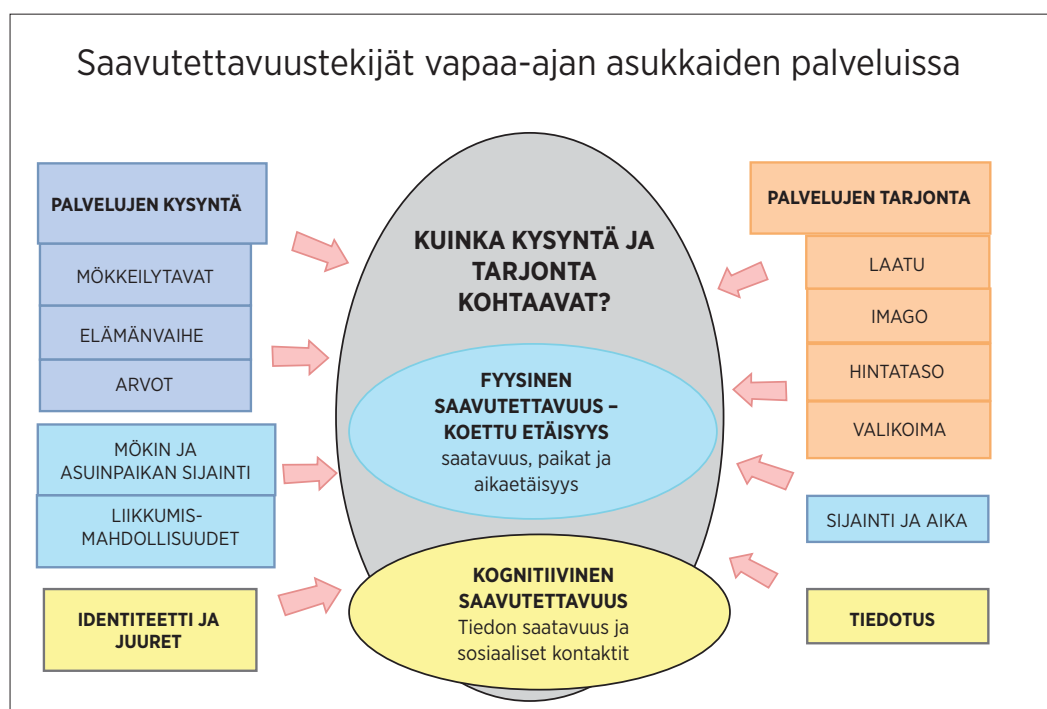 Saavutettavuustekijät vapaa-ajan asukkaiden palveluissa
PALVELUJEN KYSYNTÄ
MÖKKEILYTAVAT
ELÄMÄNVAIHE
ARVOT
MÖKIN JA
ASUINPAIKAN SIJAINTI
LIIKKUMIS-
MAHDOLLISUUDET
IDENTITEETTI JA
JUURET
KUINKA KYSYNTÄ JA
TARJONTA
KOHTAAVAT?
FYYSINEN
SAAVUTETTAVUUS –
KOETTU ETÄISYYS
saatavuus, paikat ja
aikaetäisyys
KOGNITIIVINEN
SAAVUTETTAVUUS
Tiedon saatavuus ja
sosiaaliset kontaktit
PALVELUJEN TARJONTA
LAATU
IMAGO
HINTATASO
VALIKOIMA
SIJAINTI JA AIKA
TIEDOTUS